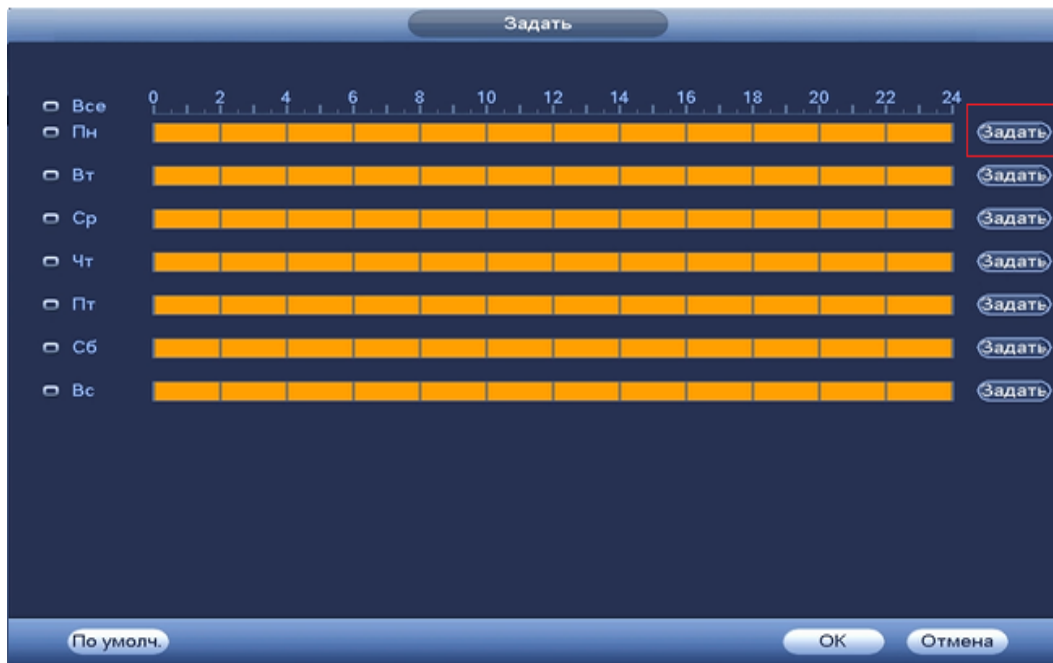 Задать
Все 0 2 4 6 8 10 12 14 16 18 20 22 24
Пн Задать
Вт Задать
Ср Задать
Чт Задать
Пт Задать
Сб Задать
Вс Задать
По умолч. OK Отмена